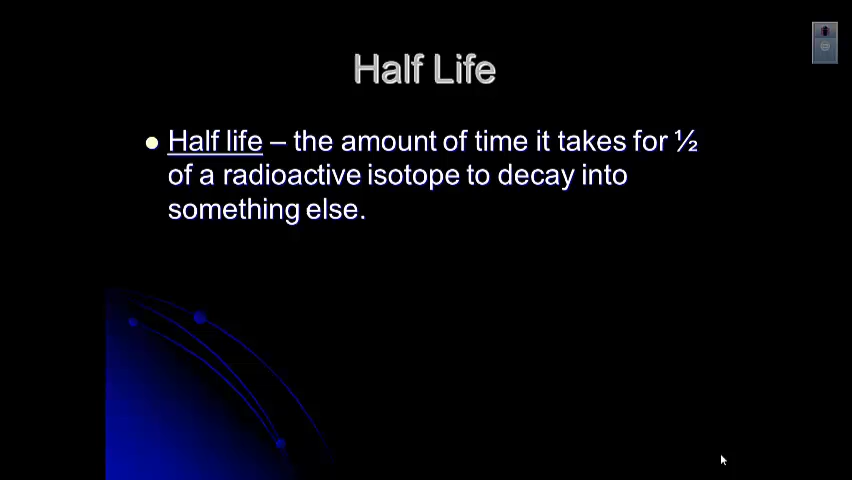 Half Life
Half life – the amount of time it takes for ½
of a radioactive isotope to decay into
something else.